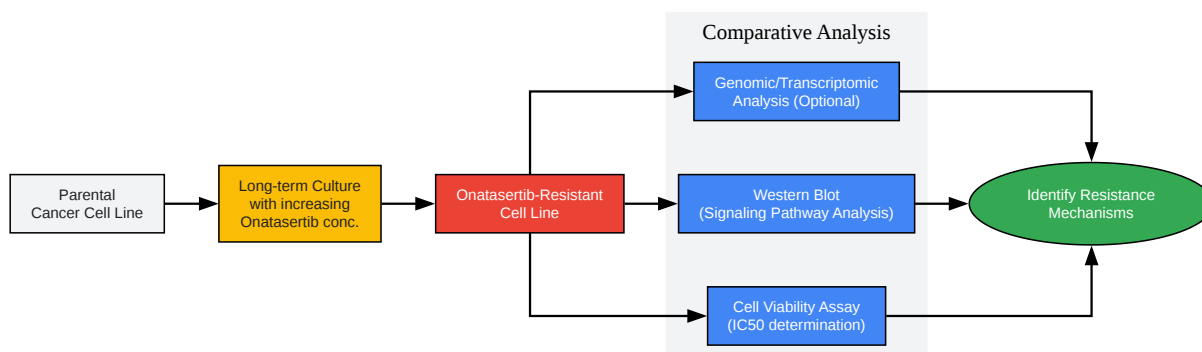 Comparative Analysis
Genomic/Transcriptomic
Analysis (Optional)
Parental
Cancer Cell Line
Long-term Culture
with increasing
Onatasertib conc.
Onatasertib-Resistant
Cell Line
Western Blot
(Signaling Pathway Analysis)
Identify Resistance
Mechanisms
Cell Viability Assay
(IC50 determination)